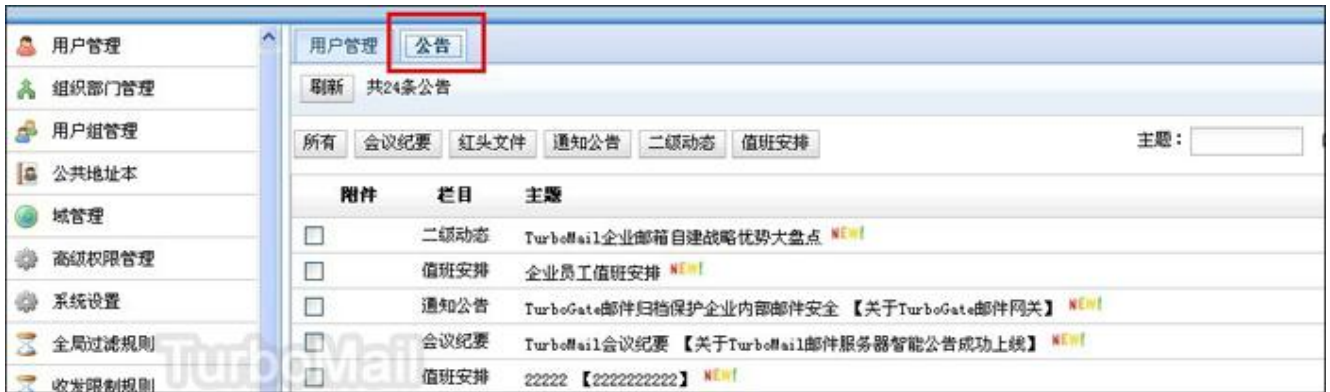 用户管理
组织部门管理
用户组管理
公共地址本
域管理
高级权限管理
系统设置
全局过滤规则
收发限制规则
用户管理 公告
刷新 共24条公告
所有 会议纪要 红头文件 通知公告 二级动态 值班安排 主题：
附件 栏目 主题
二级动态 TurboMail企业邮箱自建战略优势大盘点 NEW!
值班安排 企业员工值班安排 NEW!
通知公告 TurboGate邮件归档保护企业内部邮件安全 【关于TurboGate邮件网关】 NEW!
会议纪要 TurboMail会议纪要 【关于TurboMail邮件服务器智能公告成功上线】 NEW!
值班安排 22222 【2222222222】 NEW!
TurboMail